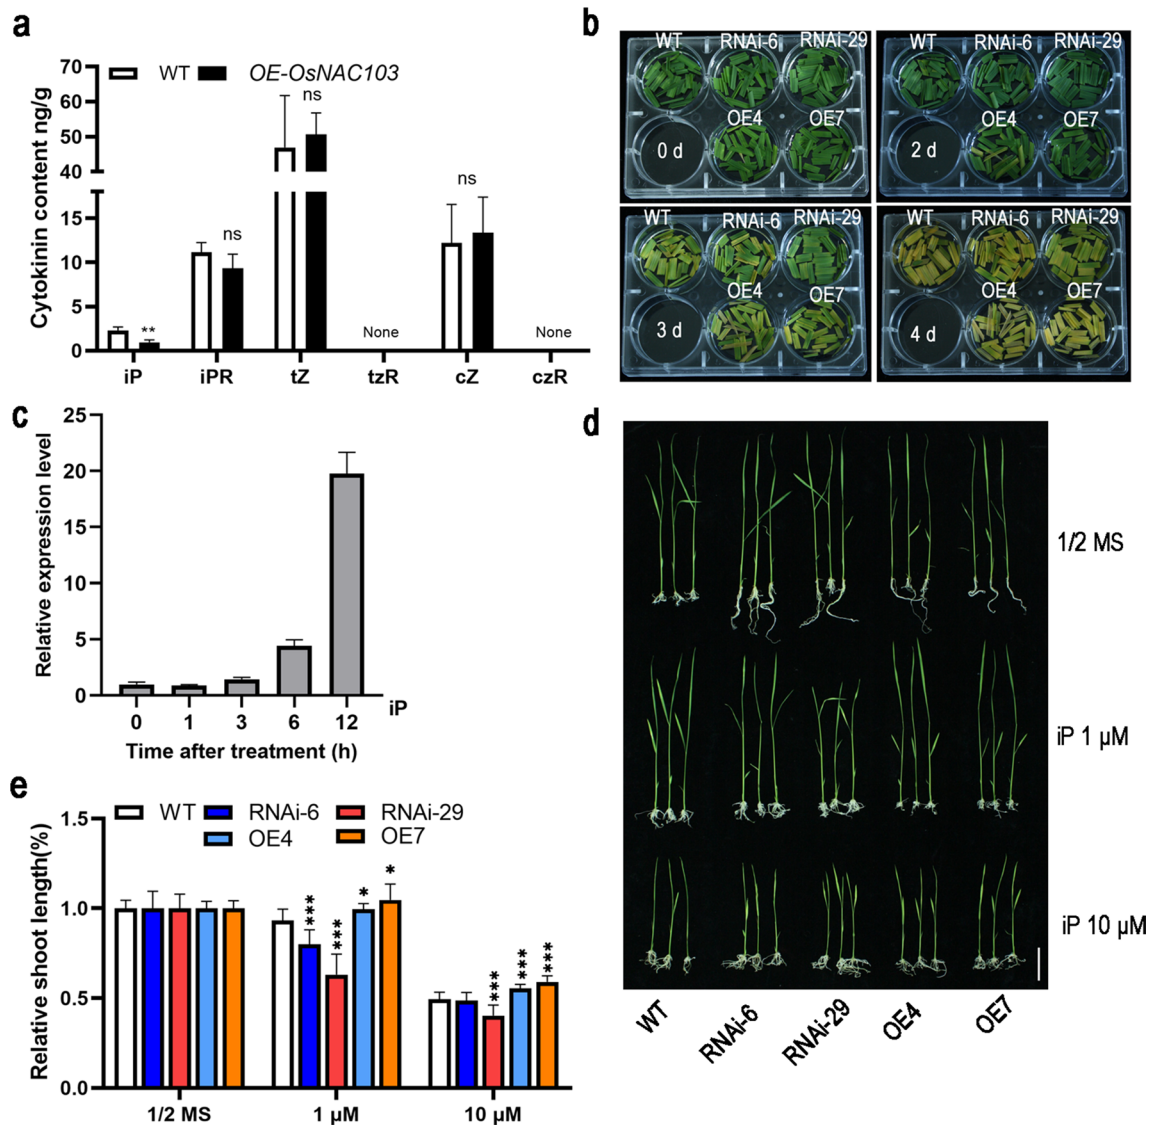 a
WT OE-OsNAC103
Cytokinin content ng/g
70
60
50
40
15
10
5
0
**
ns
ns
None
ns
None
iP iPR tZ tzR cZ czR
b
WT RNAi-6 RNAi-29
OE4 OE7
0 d
WT RNAi-6 RNAi-29
OE4 OE7
2 d
WT RNAi-6 RNAi-29
OE4 OE7
3 d
WT RNAi-6 RNAi-29
OE4 OE7
4 d
c
Relative expression level
25
20
15
10
5
0
0 1 3 6 12 iP
Time after treatment (h)
d
1/2 MS
iP 1 µM
iP 10 µM
WT RNAi-6 RNAi-29 OE4 OE7
e
WT RNAi-6 RNAi-29
OE4 OE7
Relative shoot length(%)
1.5
1.0
0.5
0.0
***
***
*
*
***
***
***
1/2 MS 1 µM 10 µM